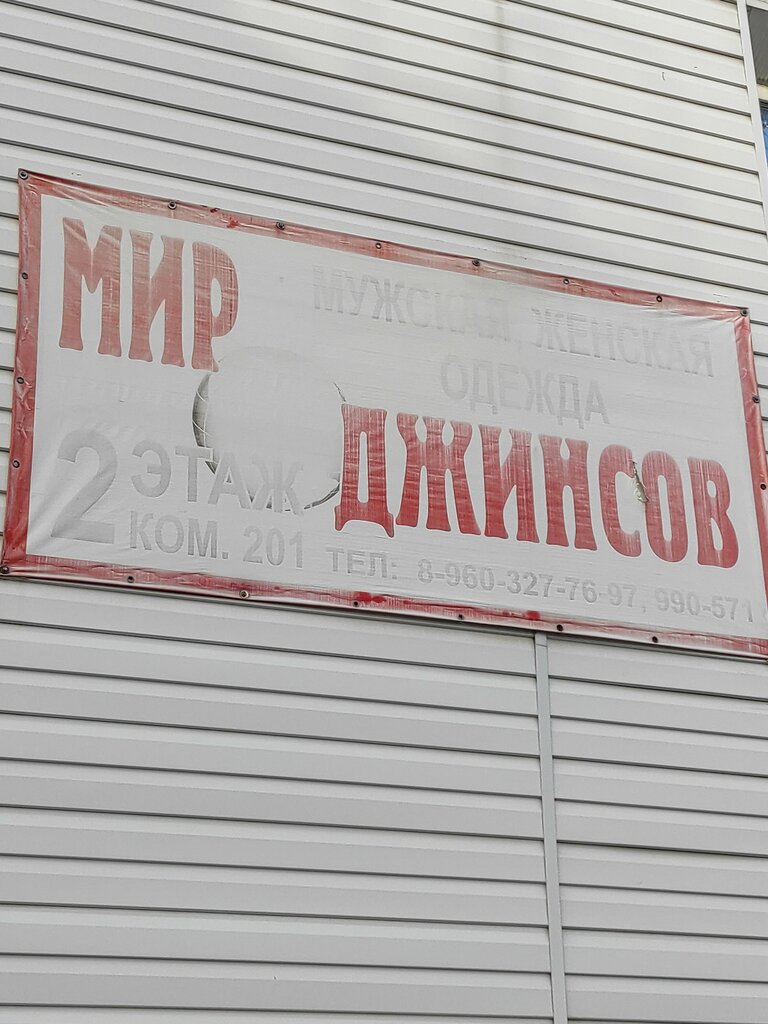 МИР
МУЖСКАЯ, ЖЕНСКАЯ
ОДЕЖДА
ДЖИНСОВ
2 ЭТАЖ
КОМ. 201
ТЕЛ: 8-960-327-76-97, 990-571